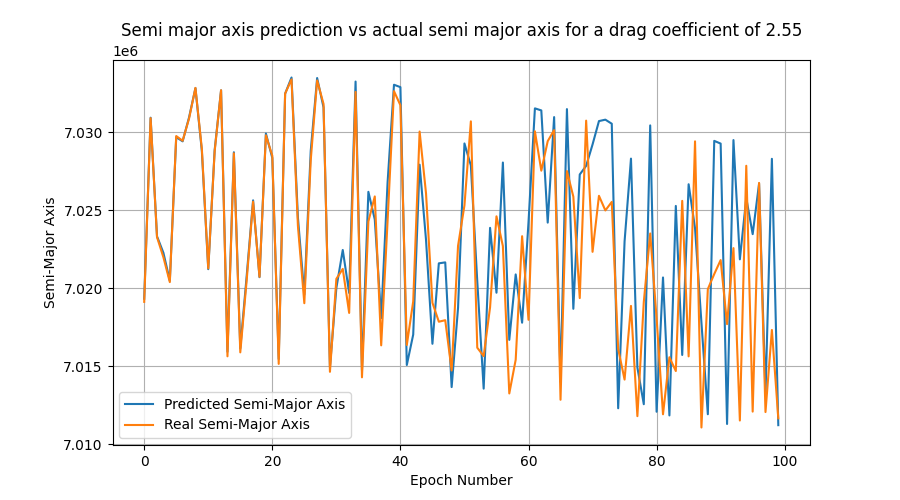 Semi major axis prediction vs actual semi major axis for a drag coefficient of 2.55
1e6
7.030
7.025
7.020
7.015
7.010
Semi-Major Axis
Predicted Semi-Major Axis
Real Semi-Major Axis
0 20 40 60 80 100
Epoch Number